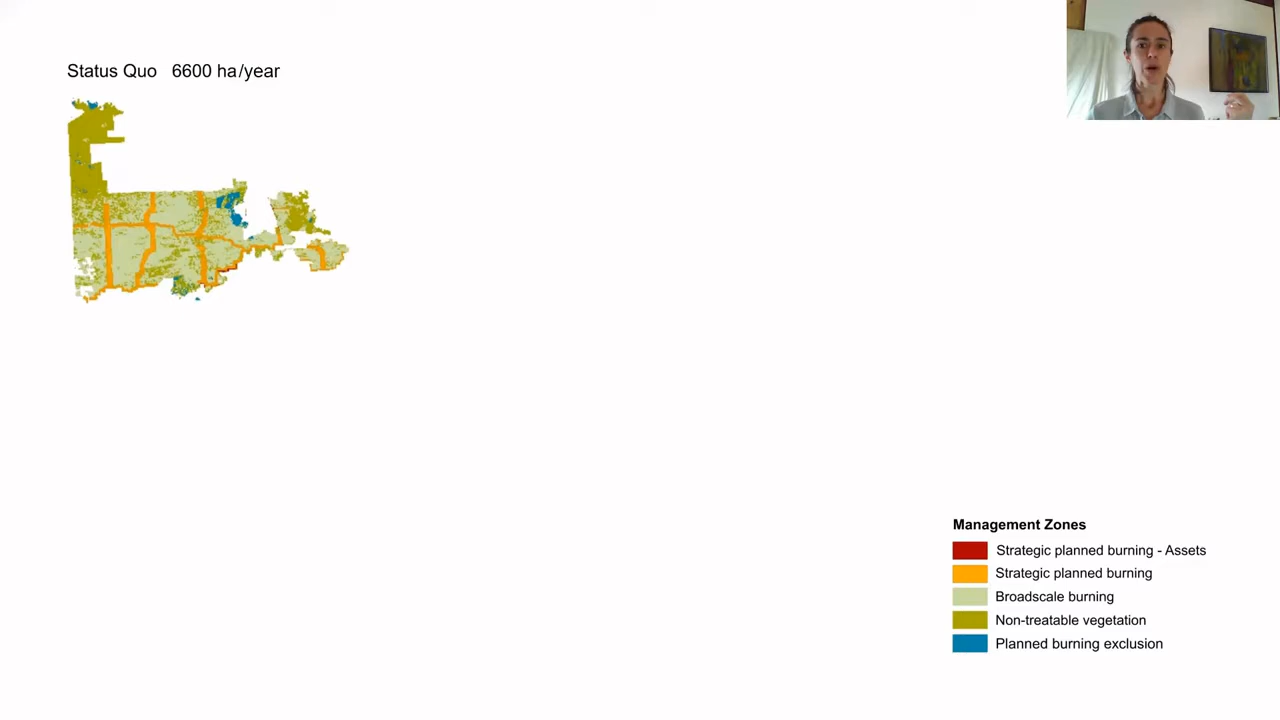 Status Quo 6600 ha/year
Management Zones
Strategic planned burning - Assets
Strategic planned burning
Broadscale burning
Non-treatable vegetation
Planned burning exclusion